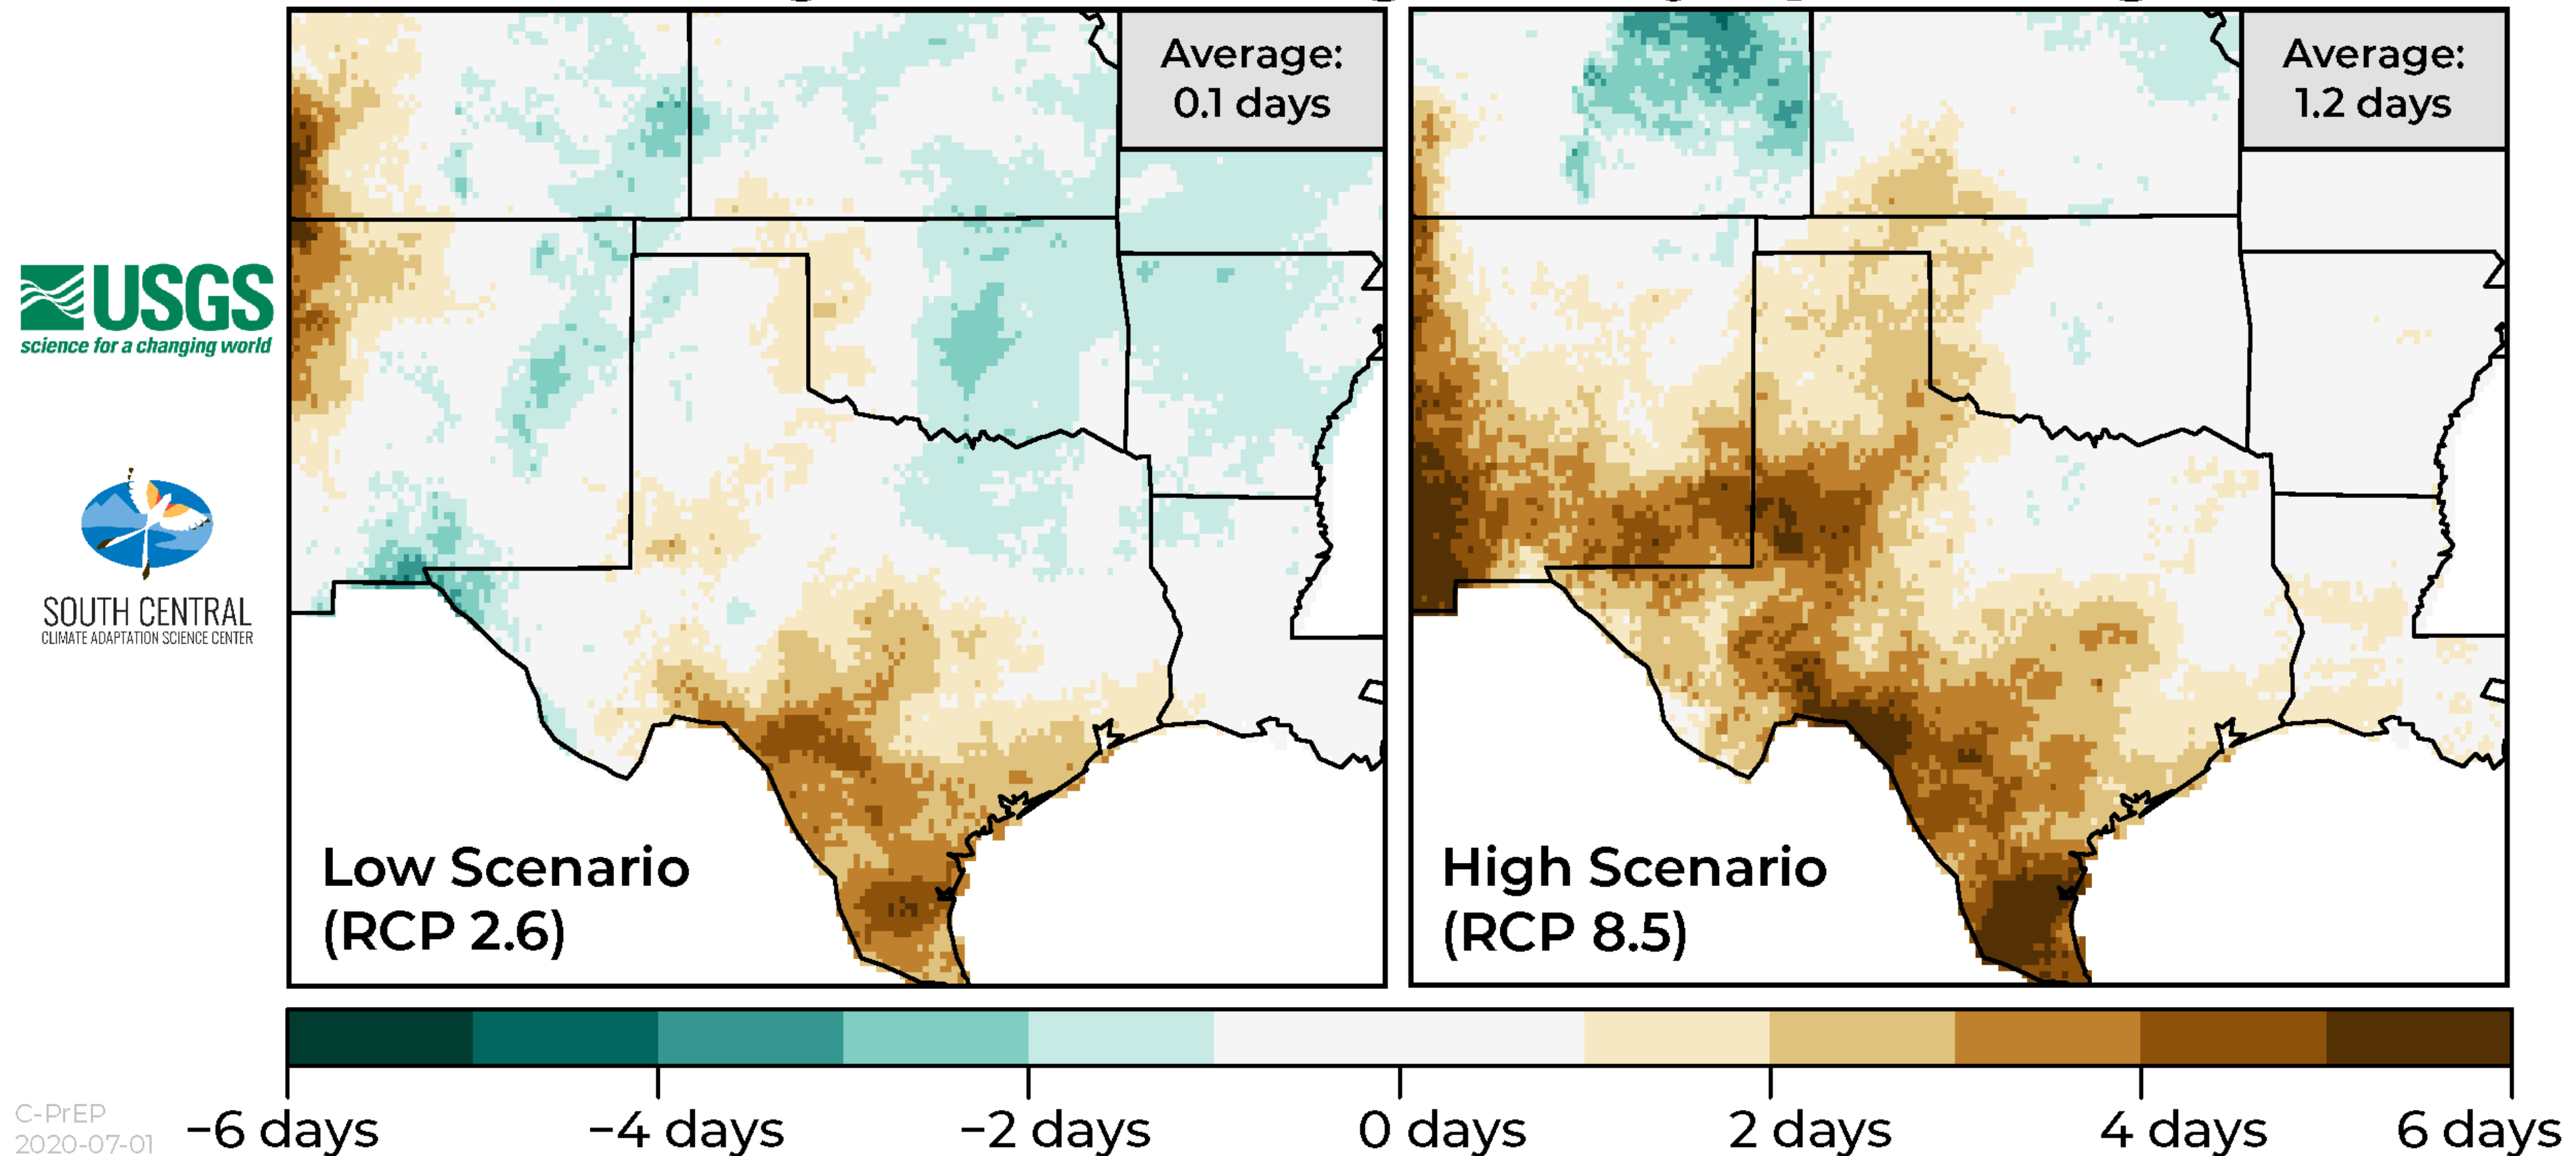 Average:
0.1 days
Average:
1.2 days
USGS
science for a changing world
SOUTH CENTRAL
CLIMATE ADAPTATION SCIENCE CENTER
Low Scenario
(RCP 2.6)
High Scenario
(RCP 8.5)
C-PrEP
2020-07-01
−6 days
−4 days
−2 days
0 days
2 days
4 days
6 days